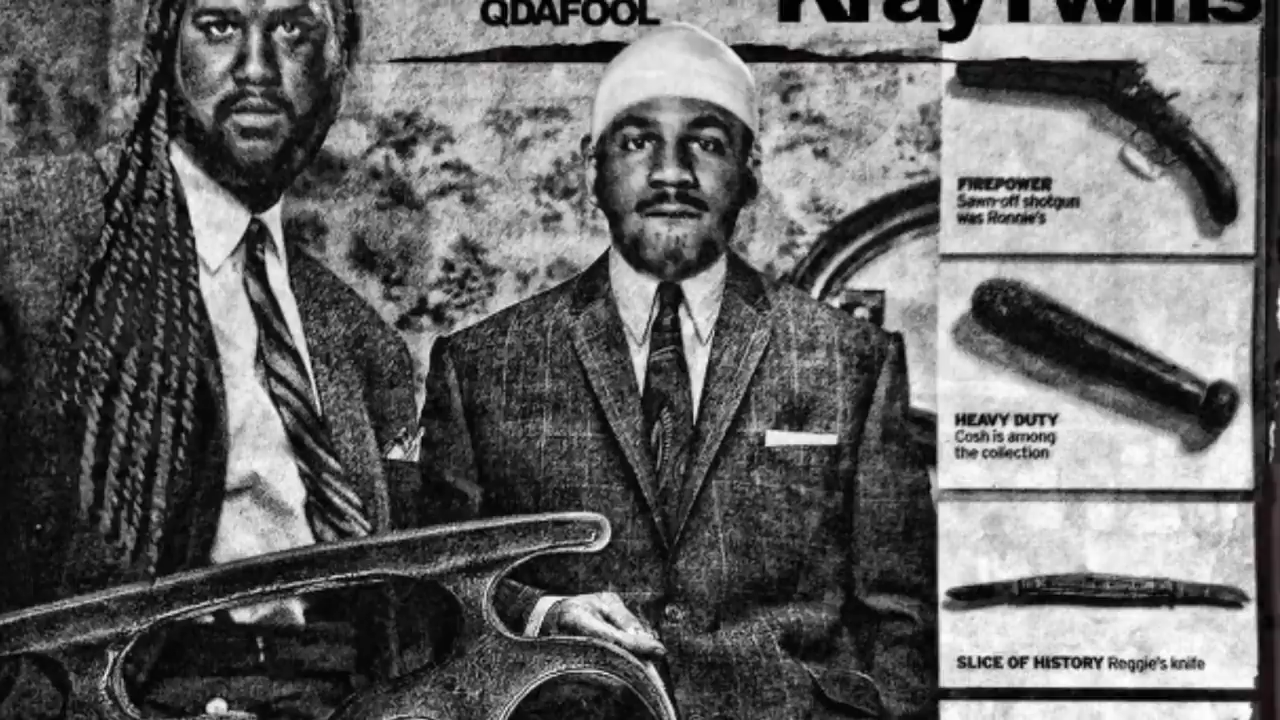 QDAFOOL
KrayTwins
FIREPOWER
Sawn-off shotgun
was Ronnie's
HEAVY DUTY
Cosh is among
the collection
SLICE OF HISTORY Reggie's knife